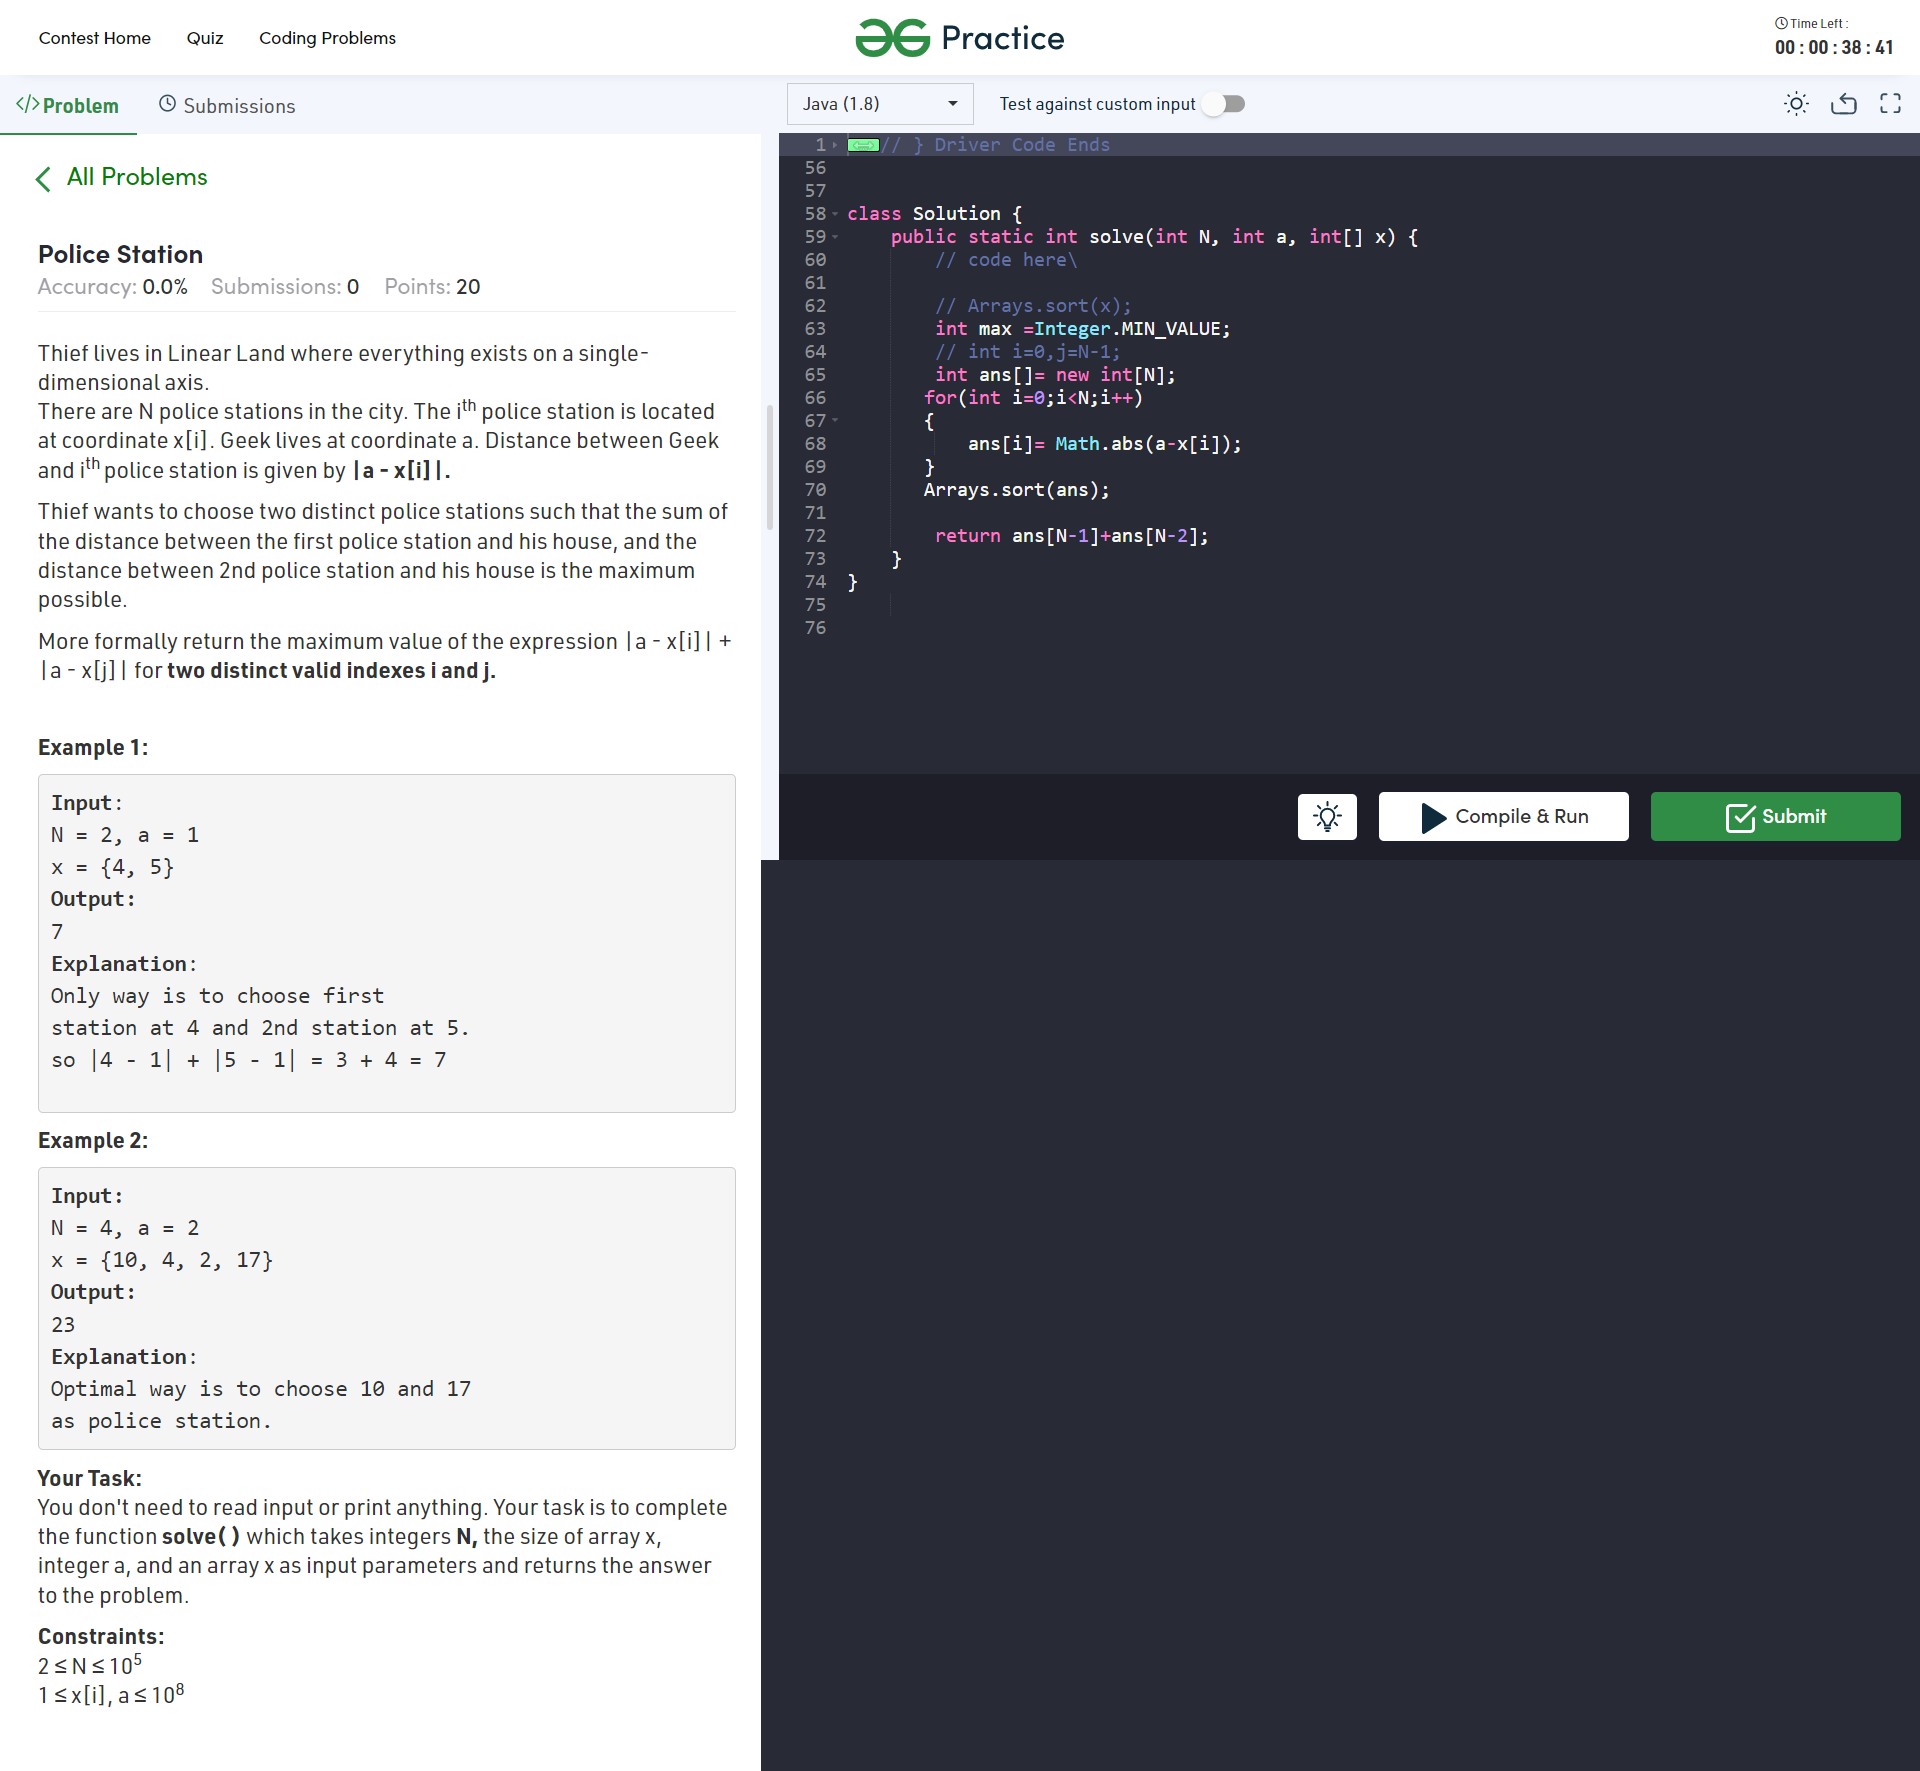 Contest Home Quiz Coding Problems
Practice
Time Left :
00 : 00 : 38 : 41
</>Problem Submissions
Java (1.8) Test against custom input
All Problems
Police Station
Accuracy: 0.0% Submissions: 0 Points: 20
Thief lives in Linear Land where everything exists on a single-
dimensional axis.
There are N police stations in the city. The ith police station is located
at coordinate x[i]. Geek lives at coordinate a. Distance between Geek
and ith police station is given by |a - x[i]|.
Thief wants to choose two distinct police stations such that the sum of
the distance between the first police station and his house, and the
distance between 2nd police station and his house is the maximum
possible.
More formally return the maximum value of the expression |a - x[i]| +
|a - x[j]| for two distinct valid indexes i and j.
Example 1:
Input:
N = 2, a = 1
x = {4, 5}
Output:
7
Explanation:
Only way is to choose first
station at 4 and 2nd station at 5.
so |4 - 1| + |5 - 1| = 3 + 4 = 7
Example 2:
Input:
N = 4, a = 2
x = {10, 4, 2, 17}
Output:
23
Explanation:
Optimal way is to choose 10 and 17
as police station.
Your Task:
You don't need to read input or print anything. Your task is to complete
the function solve() which takes integers N, the size of array x,
integer a, and an array x as input parameters and returns the answer
to the problem.
Constraints:
2 ≤ N ≤ 10⁵
1 ≤ x[i], a ≤ 10⁸
1 // } Driver Code Ends
56
57
58 class Solution {
59 public static int solve(int N, int a, int[] x) {
60 // code here\
61
62 // Arrays.sort(x);
63 int max =Integer.MIN_VALUE;
64 // int i=0,j=N-1;
65 int ans[]= new int[N];
66 for(int i=0;i<N;i++)
67 {
68 ans[i]= Math.abs(a-x[i]);
69 }
70 Arrays.sort(ans);
71
72 return ans[N-1]+ans[N-2];
73 }
74 }
75
76
Compile & Run Submit